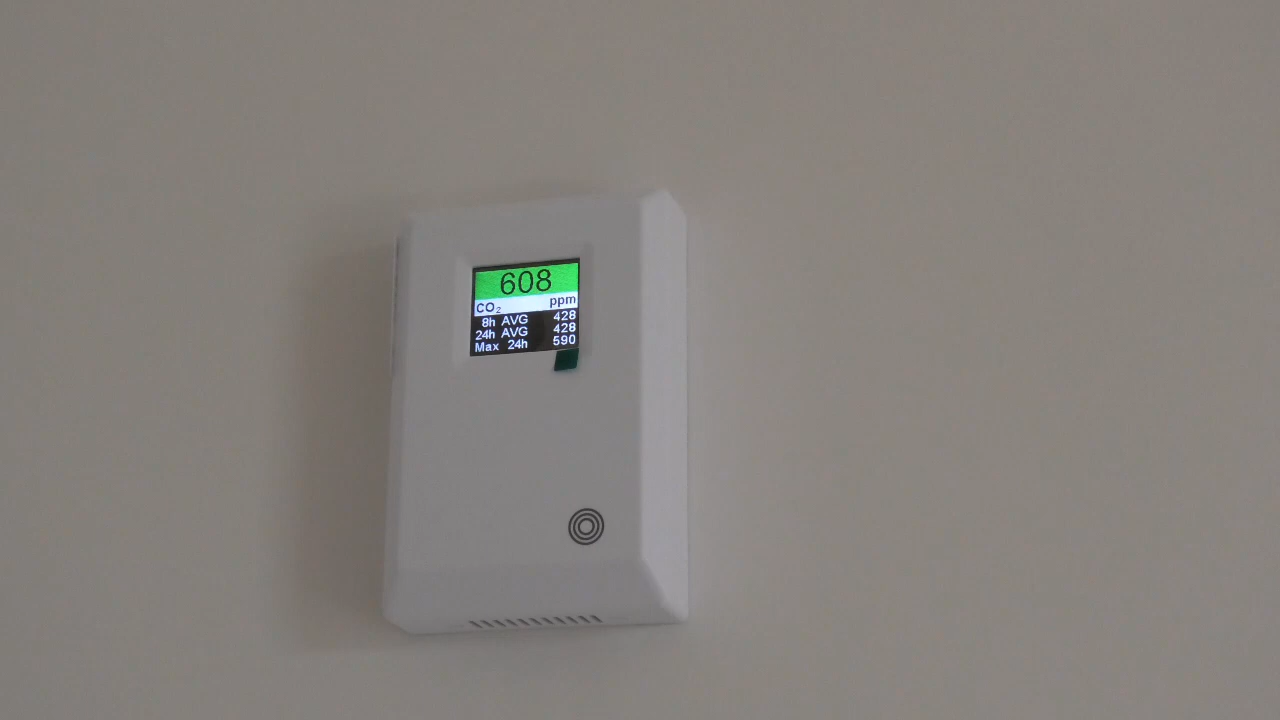 608
CO₂ ppm
8h AVG 428
24h AVG 428
Max 24h 590